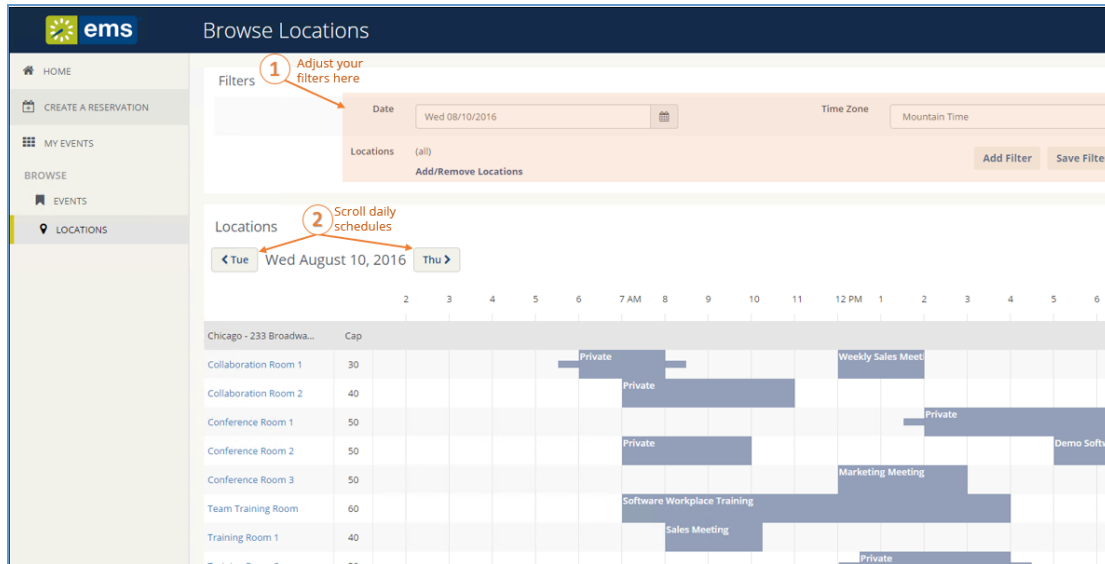 ems
Browse Locations
HOME
CREATE A RESERVATION
MY EVENTS
BROWSE
EVENTS
LOCATIONS
Filters
1
Adjust your
filters here
Date
Wed 08/10/2016
Time Zone
Mountain Time
Locations
(all)
Add/Remove Locations
Add Filter
Save Filte
Locations
2
Scroll daily
schedules
Tue
Wed August 10, 2016
Thu
2 3 4 5 6 7 AM 8 9 10 11 12 PM 1 2 3 4 5 6
Chicago - 233 Broadwa... Cap
Collaboration Room 1 30 Private Weekly Sales Meeti
Collaboration Room 2 40 Private
Conference Room 1 50 Private
Conference Room 2 50 Private Demo Softw
Conference Room 3 50 Marketing Meeting
Team Training Room 60 Software Workplace Training
Training Room 1 40 Sales Meeting
Private